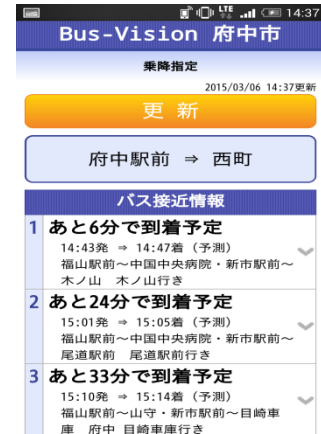 LTE 14:37
Bus-Vision 府中市
乗降指定
2015/03/06 14:37更新
更 新
府中駅前 ⇒ 西町
バス接近情報
1 あと6分で到着予定
14:43発 ⇒ 14:47着 (予測)
福山駅前～中国中央病院・新市駅前～
木ノ山 木ノ山行き
2 あと24分で到着予定
15:01発 ⇒ 15:05着 (予測)
福山駅前～中国中央病院・新市駅前～
尾道駅前 尾道駅前行き
3 あと33分で到着予定
15:10発 ⇒ 15:14着 (予測)
福山駅前～山守・新市駅前～目崎車
庫 府中 目崎車庫行き